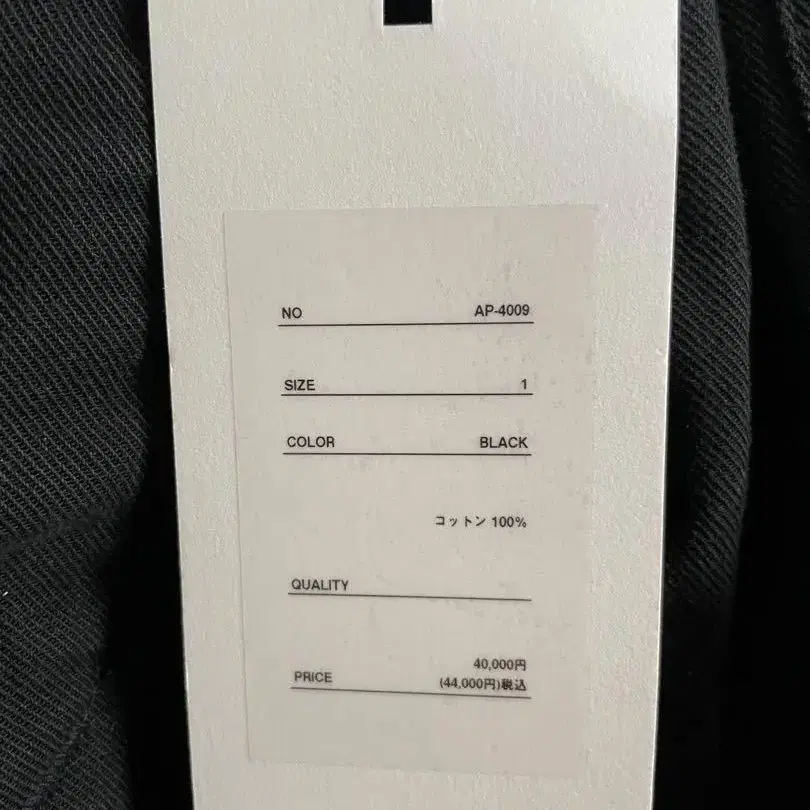 NO AP-4009
SIZE 1
COLOR BLACK
コットン 100%
QUALITY
40,000円
PRICE (44,000円)税込